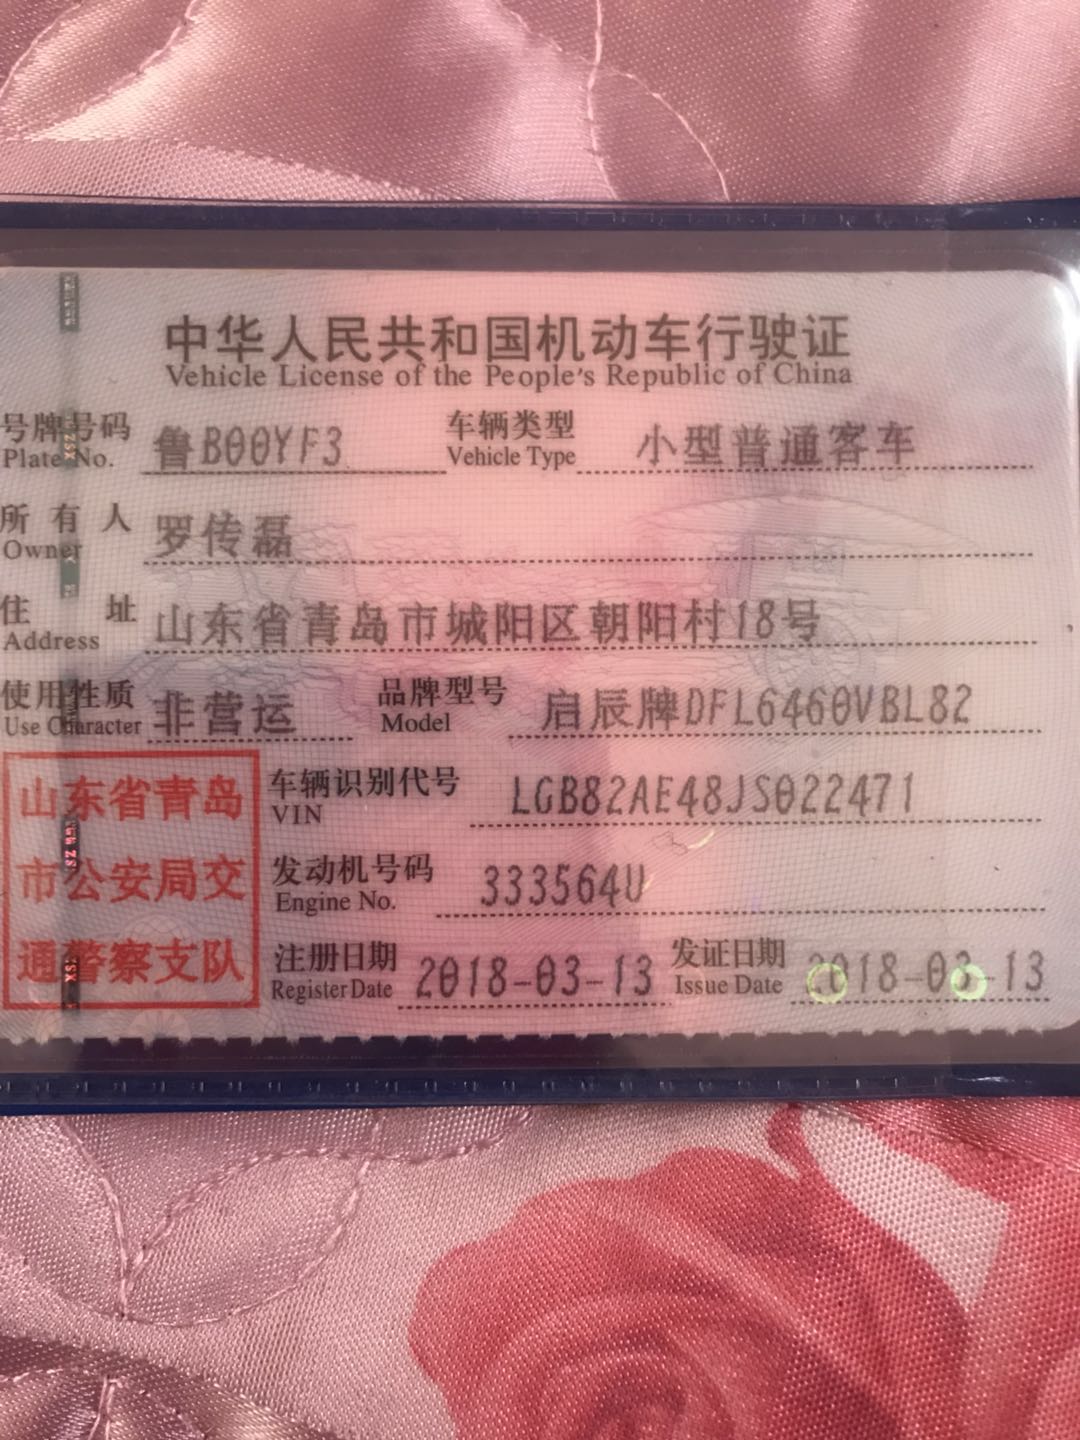 中华人民共和国机动车行驶证
Vehicle License of the People's Republic of China
号牌号码 鲁B00YF3 车辆类型 小型普通客车
Plate No. Vehicle Type
所有人 罗传磊
Owner
住址 山东省青岛市城阳区朝阳村18号
Address
使用性质 非营运 品牌型号 启辰牌DFL6460VBL82
Use Character Model
车辆识别代号 LGB82AE48JS022471
VIN
发动机号码 333564U
Engine No.
注册日期 2018-03-13 发证日期 2018-03-13
Register Date Issue Date
山东省青岛
市公安局交
通警察支队